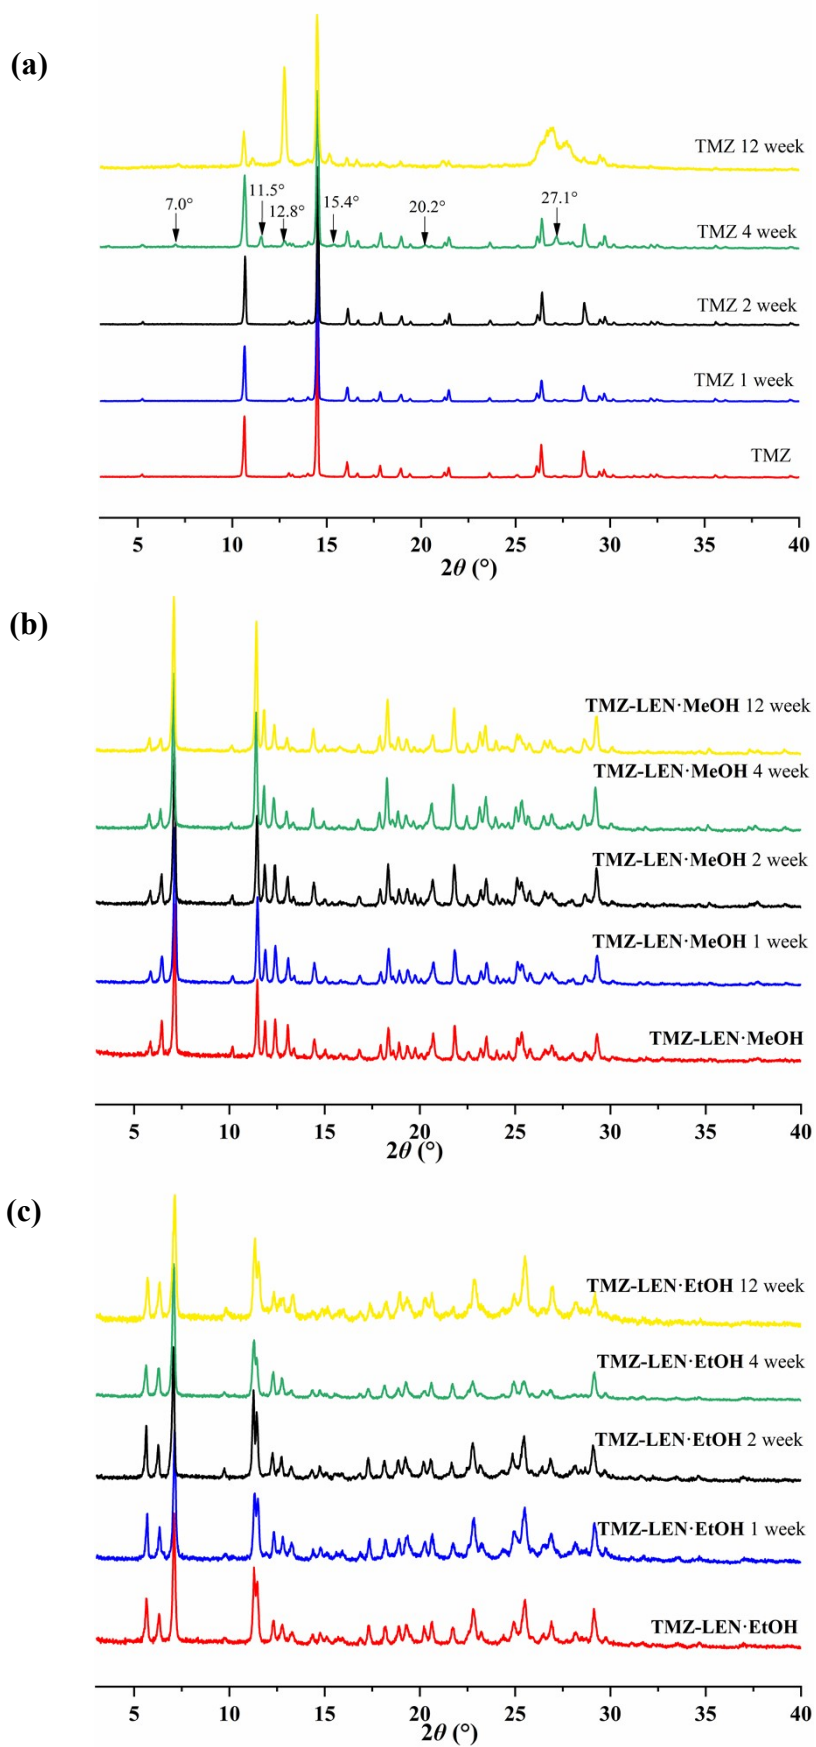 (a)
TMZ 12 week
7.0°
11.5°
12.8°
15.4°
20.2°
27.1°
TMZ 4 week
TMZ 2 week
TMZ 1 week
TMZ
5 10 15 20 25 30 35 40
2θ (°)
(b)
TMZ-LEN·MeOH 12 week
TMZ-LEN·MeOH 4 week
TMZ-LEN·MeOH 2 week
TMZ-LEN·MeOH 1 week
TMZ-LEN·MeOH
5 10 15 20 25 30 35 40
2θ (°)
(c)
TMZ-LEN·EtOH 12 week
TMZ-LEN·EtOH 4 week
TMZ-LEN·EtOH 2 week
TMZ-LEN·EtOH 1 week
TMZ-LEN·EtOH
5 10 15 20 25 30 35 40
2θ (°)